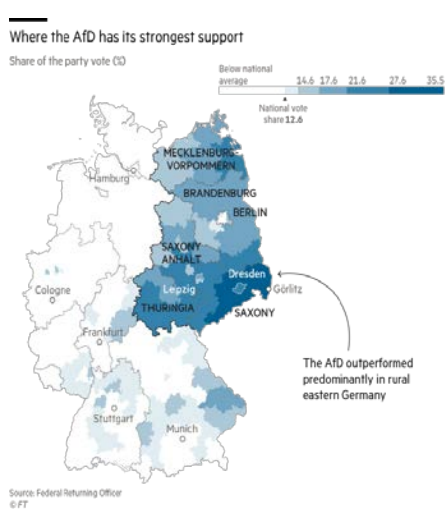 Where the AfD has its strongest support
Share of the party vote (%)
Below national
average
14.6 17.6 21.6 27.6 35.5
National vote
share 12.6
MECKLENBURG-
VORPOMMERN
Hamburg
BRANDENBURG
BERLIN
SAXONY
ANHALT
Dresden
Cologne
Leipzig
Görlitz
THURINGIA
SAXONY
Frankfurt
The AfD outperformed
predominantly in rural
eastern Germany
Stuttgart
Munich
Source: Federal Returning Officer
© FT